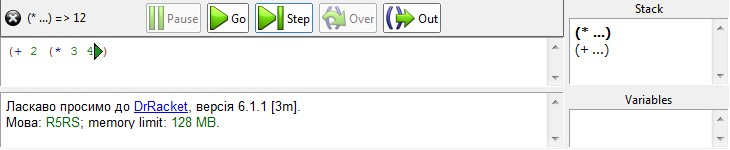 (* ...) => 12
Pause
Go
Step
Over
Out
Stack
(* ...)
(+ ...)
(+ 2 (* 3 4))
Variables
Ласкаво просимо до DrRacket, версія 6.1.1 [3m].
Мова: R5RS; memory limit: 128 MB.